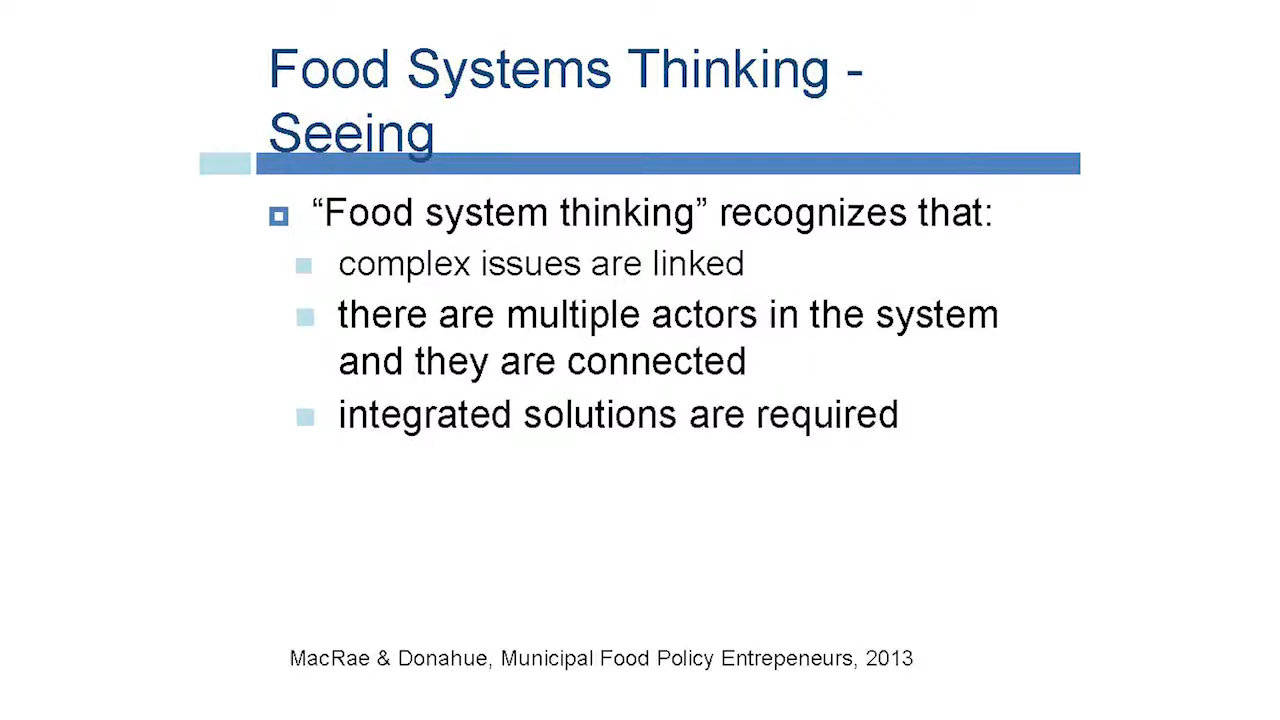 Food Systems Thinking -
Seeing
“Food system thinking” recognizes that:
complex issues are linked
there are multiple actors in the system
and they are connected
integrated solutions are required
MacRae & Donahue, Municipal Food Policy Entrepeneurs, 2013